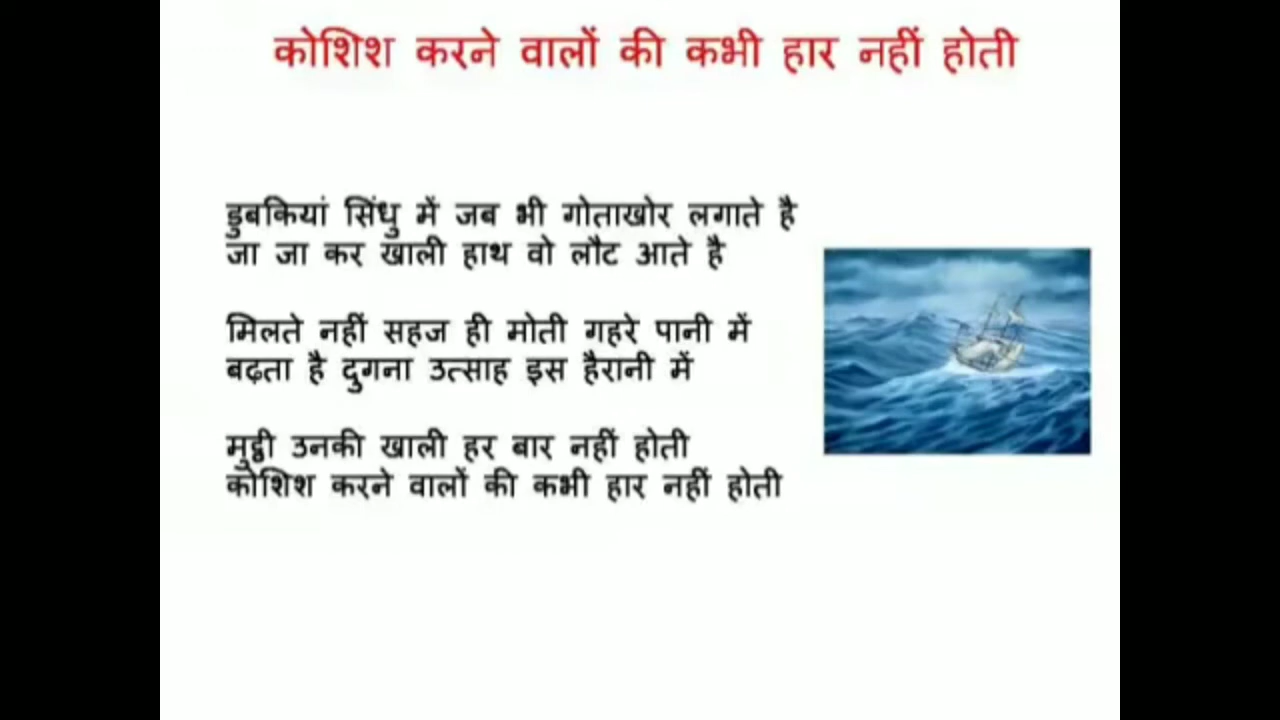 कोशिश करने वालों की कभी हार नहीं होती
डुबकियां सिंधु में जब भी गोताखोर लगाते है
जा जा कर खाली हाथ वो लौट आते है
मिलते नहीं सहज ही मोती गहरे पानी में
बढ़ता है दुगना उत्साह इस हैरानी में
मुट्ठी उनकी खाली हर बार नहीं होती
कोशिश करने वालों की कभी हार नहीं होती